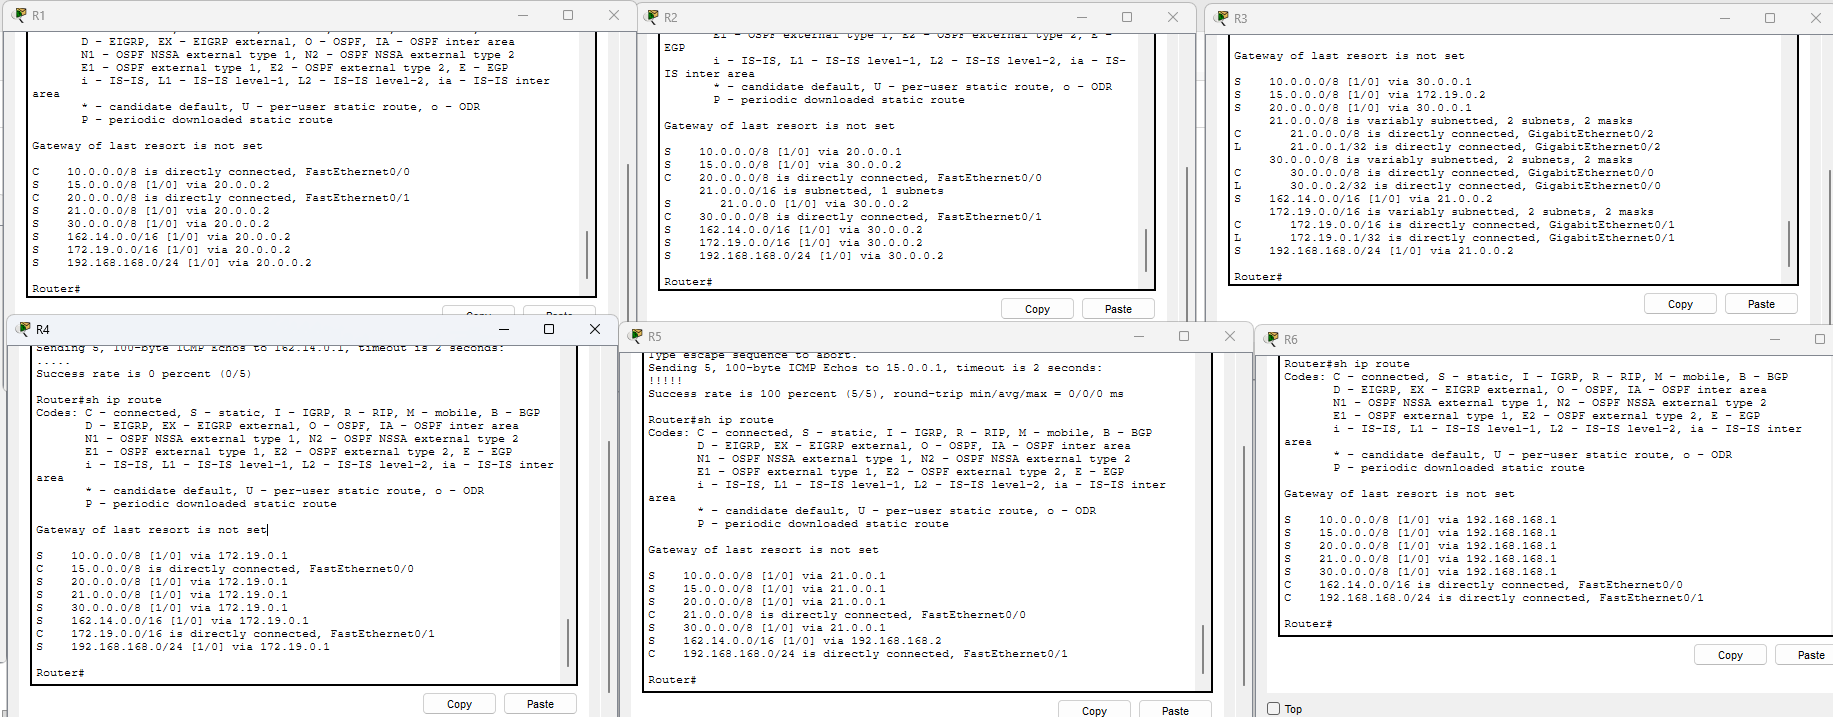 R1
D - EIGRP, EX - EIGRP external, O - OSPF, IA - OSPF inter area
N1 - OSPF NSSA external type 1, N2 - OSPF NSSA external type 2
E1 - OSPF external type 1, E2 - OSPF external type 2, E - EGP
i - IS-IS, L1 - IS-IS level-1, L2 - IS-IS level-2, ia - IS-IS inter
area
* - candidate default, U - per-user static route, o - ODR
P - periodic downloaded static route
Gateway of last resort is not set
C 10.0.0.0/8 is directly connected, FastEthernet0/0
S 15.0.0.0/8 [1/0] via 20.0.0.2
C 20.0.0.0/8 is directly connected, FastEthernet0/1
S 21.0.0.0/8 [1/0] via 20.0.0.2
S 30.0.0.0/8 [1/0] via 20.0.0.2
S 162.14.0.0/16 [1/0] via 20.0.0.2
S 172.19.0.0/16 [1/0] via 20.0.0.2
S 192.168.168.0/24 [1/0] via 20.0.0.2
Router#
Copy Paste
R2
E1 - OSPF external type 1, E2 - OSPF external type 2, E -
EGP
i - IS-IS, L1 - IS-IS level-1, L2 - IS-IS level-2, ia - IS-
IS inter area
* - candidate default, U - per-user static route, o - ODR
P - periodic downloaded static route
Gateway of last resort is not set
S 10.0.0.0/8 [1/0] via 20.0.0.1
S 15.0.0.0/8 [1/0] via 30.0.0.2
C 20.0.0.0/8 is directly connected, FastEthernet0/0
21.0.0.0/16 is subnetted, 1 subnets
S 21.0.0.0 [1/0] via 30.0.0.2
C 30.0.0.0/8 is directly connected, FastEthernet0/1
S 162.14.0.0/16 [1/0] via 30.0.0.2
S 172.19.0.0/16 [1/0] via 30.0.0.2
S 192.168.168.0/24 [1/0] via 30.0.0.2
Router#
Copy Paste
R3
Gateway of last resort is not set
S 10.0.0.0/8 [1/0] via 30.0.0.1
S 15.0.0.0/8 [1/0] via 172.19.0.2
S 20.0.0.0/8 [1/0] via 30.0.0.1
21.0.0.0/8 is variably subnetted, 2 subnets, 2 masks
C 21.0.0.0/8 is directly connected, GigabitEthernet0/2
L 21.0.0.1/32 is directly connected, GigabitEthernet0/2
30.0.0.0/8 is variably subnetted, 2 subnets, 2 masks
C 30.0.0.0/8 is directly connected, GigabitEthernet0/0
L 30.0.0.2/32 is directly connected, GigabitEthernet0/0
S 162.14.0.0/16 [1/0] via 21.0.0.2
172.19.0.0/16 is variably subnetted, 2 subnets, 2 masks
C 172.19.0.0/16 is directly connected, GigabitEthernet0/1
L 172.19.0.1/32 is directly connected, GigabitEthernet0/1
S 192.168.168.0/24 [1/0] via 21.0.0.2
Router#
Copy Paste
R4
Sending 5, 100-byte ICMP Echos to 162.14.0.1, timeout is 2 seconds:
.....
Success rate is 0 percent (0/5)
Router#sh ip route
Codes: C - connected, S - static, I - IGRP, R - RIP, M - mobile, B - BGP
D - EIGRP, EX - EIGRP external, O - OSPF, IA - OSPF inter area
N1 - OSPF NSSA external type 1, N2 - OSPF NSSA external type 2
E1 - OSPF external type 1, E2 - OSPF external type 2, E - EGP
i - IS-IS, L1 - IS-IS level-1, L2 - IS-IS level-2, ia - IS-IS inter
area
* - candidate default, U - per-user static route, o - ODR
P - periodic downloaded static route
Gateway of last resort is not set
S 10.0.0.0/8 [1/0] via 172.19.0.1
C 15.0.0.0/8 is directly connected, FastEthernet0/0
S 20.0.0.0/8 [1/0] via 172.19.0.1
S 21.0.0.0/8 [1/0] via 172.19.0.1
S 30.0.0.0/8 [1/0] via 172.19.0.1
S 162.14.0.0/16 [1/0] via 172.19.0.1
C 172.19.0.0/16 is directly connected, FastEthernet0/1
S 192.168.168.0/24 [1/0] via 172.19.0.1
Router#
Copy Paste
R5
Type escape sequence to abort.
Sending 5, 100-byte ICMP Echos to 15.0.0.1, timeout is 2 seconds:
!!!!!
Success rate is 100 percent (5/5), round-trip min/avg/max = 0/0/0 ms
Router#sh ip route
Codes: C - connected, S - static, I - IGRP, R - RIP, M - mobile, B - BGP
D - EIGRP, EX - EIGRP external, O - OSPF, IA - OSPF inter area
N1 - OSPF NSSA external type 1, N2 - OSPF NSSA external type 2
E1 - OSPF external type 1, E2 - OSPF external type 2, E - EGP
i - IS-IS, L1 - IS-IS level-1, L2 - IS-IS level-2, ia - IS-IS inter
area
* - candidate default, U - per-user static route, o - ODR
P - periodic downloaded static route
Gateway of last resort is not set
S 10.0.0.0/8 [1/0] via 21.0.0.1
S 15.0.0.0/8 [1/0] via 21.0.0.1
S 20.0.0.0/8 [1/0] via 21.0.0.1
C 21.0.0.0/8 is directly connected, FastEthernet0/0
S 30.0.0.0/8 [1/0] via 21.0.0.1
S 162.14.0.0/16 [1/0] via 192.168.168.2
C 192.168.168.0/24 is directly connected, FastEthernet0/1
Router#
Copy Paste
R6
Router#sh ip route
Codes: C - connected, S - static, I - IGRP, R - RIP, M - mobile, B - BGP
D - EIGRP, EX - EIGRP external, O - OSPF, IA - OSPF inter area
N1 - OSPF NSSA external type 1, N2 - OSPF NSSA external type 2
E1 - OSPF external type 1, E2 - OSPF external type 2, E - EGP
i - IS-IS, L1 - IS-IS level-1, L2 - IS-IS level-2, ia - IS-IS inter
area
* - candidate default, U - per-user static route, o - ODR
P - periodic downloaded static route
Gateway of last resort is not set
S 10.0.0.0/8 [1/0] via 192.168.168.1
S 15.0.0.0/8 [1/0] via 192.168.168.1
S 20.0.0.0/8 [1/0] via 192.168.168.1
S 21.0.0.0/8 [1/0] via 192.168.168.1
S 30.0.0.0/8 [1/0] via 192.168.168.1
C 162.14.0.0/16 is directly connected, FastEthernet0/0
C 192.168.168.0/24 is directly connected, FastEthernet0/1
Router#
Copy Paste
Top